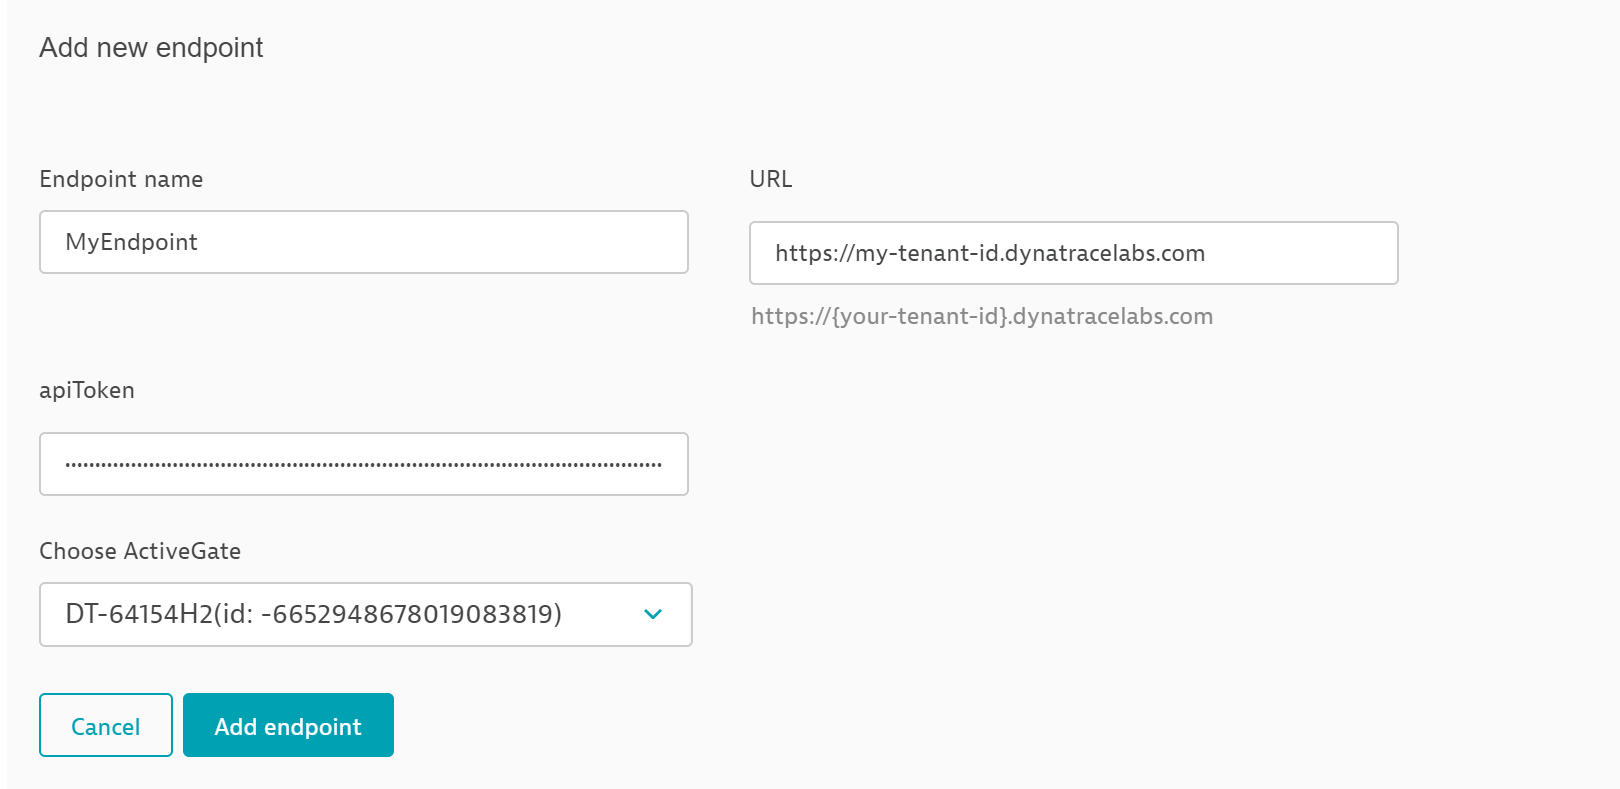 Add new endpoint
Endpoint name
MyEndpoint
URL
https://my-tenant-id.dynatracelabs.com
https://{your-tenant-id}.dynatracelabs.com
apiToken
Choose ActiveGate
DT-64154H2(id: -6652948678019083819)
Cancel
Add endpoint